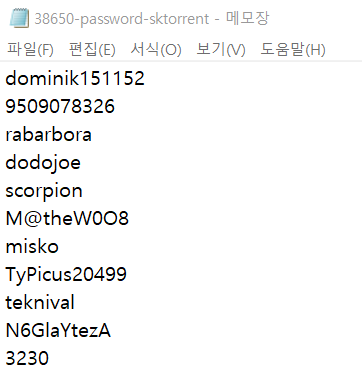 38650-password-sktorrent - 메모장
파일(F) 편집(E) 서식(O) 보기(V) 도움말(H)
dominik151152
9509078326
rabarbora
dodojoe
scorpion
M@theW0O8
misko
TyPicus20499
teknival
N6GlaYtezA
3230